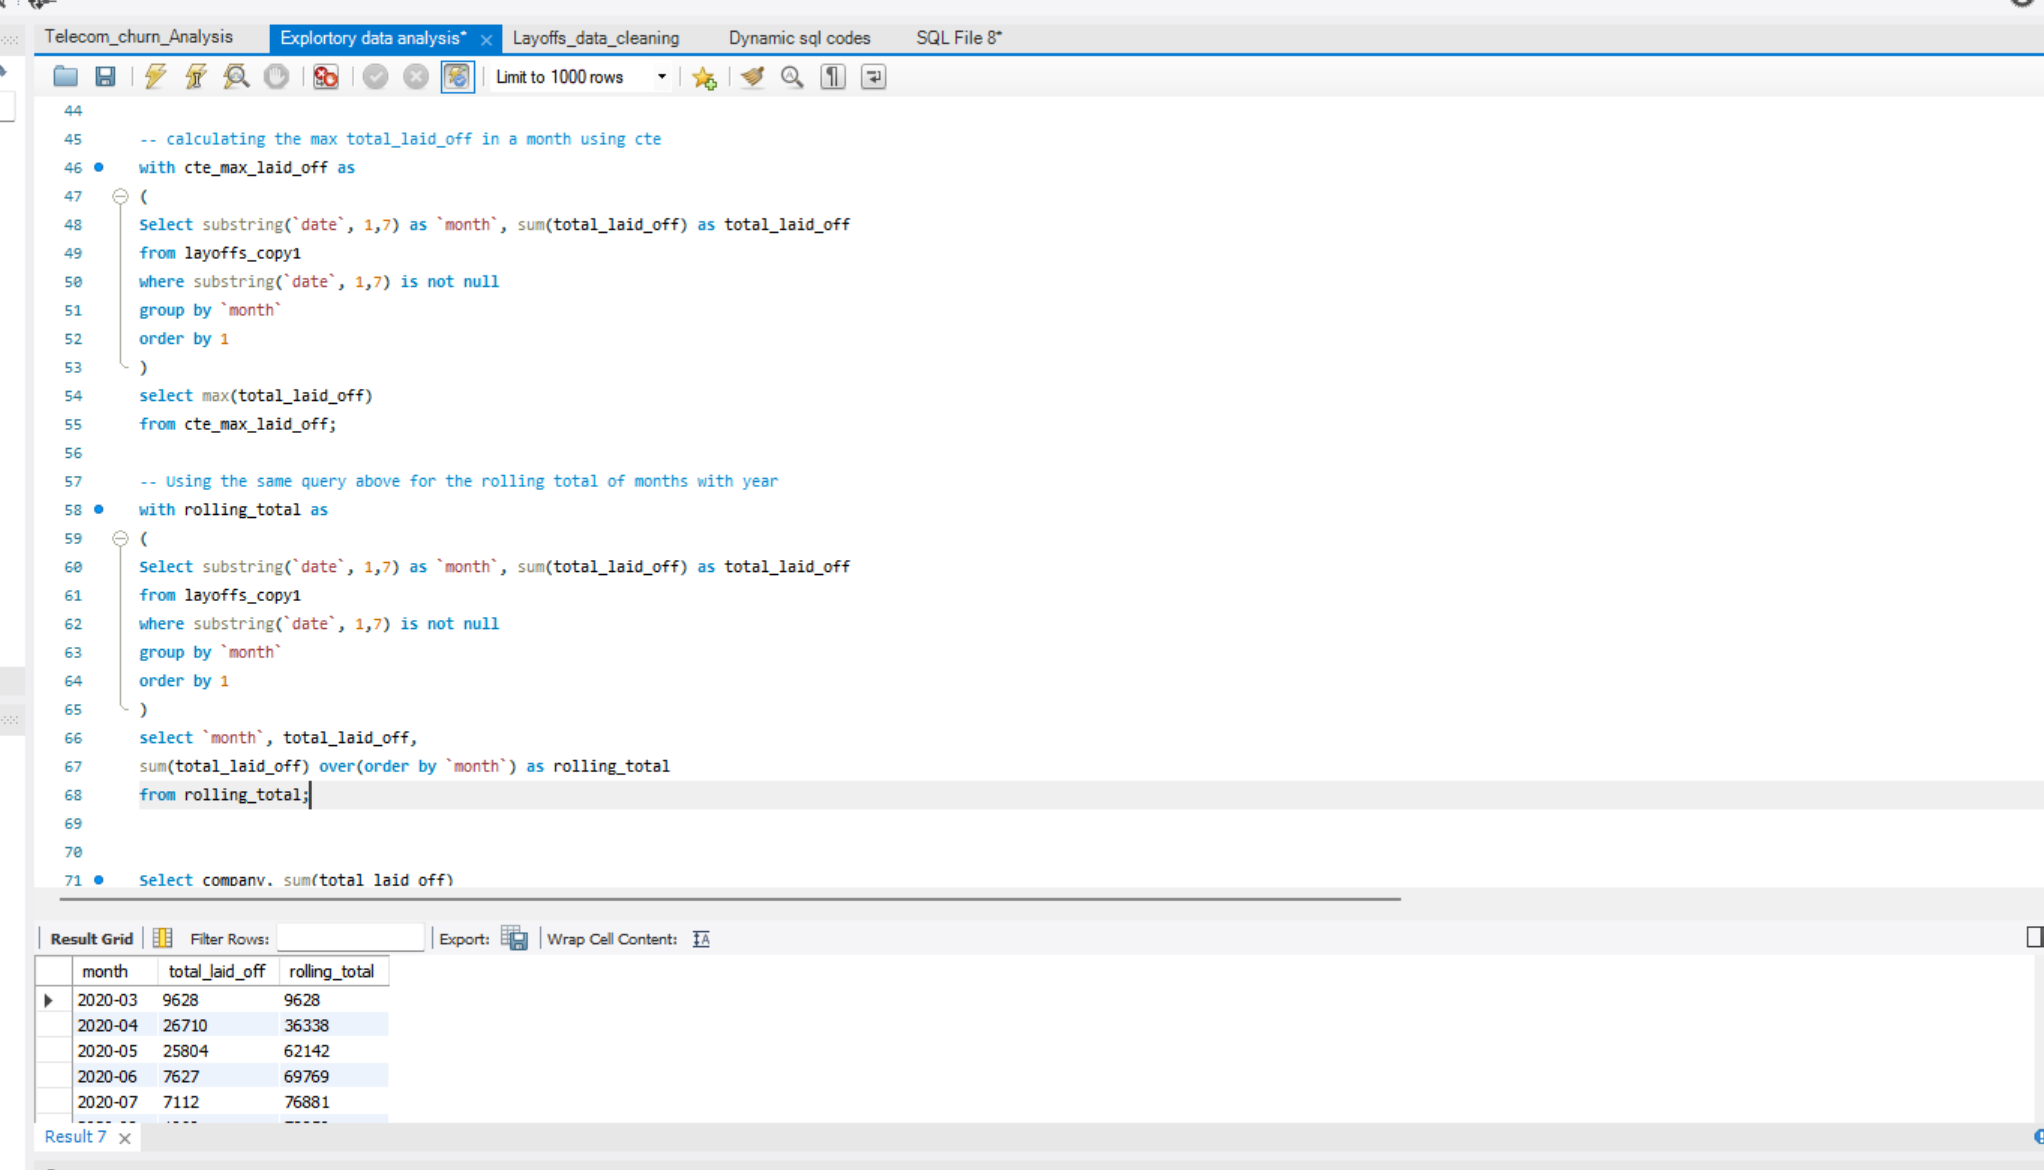 Telecom_churn_Analysis Explortory data analysis* Layoffs_data_cleaning Dynamic sql codes SQL File 8*
Limit to 1000 rows
44
45 -- calculating the max total_laid_off in a month using cte
46 with cte_max_laid_off as
47 (
48 Select substring(`date`, 1,7) as `month`, sum(total_laid_off) as total_laid_off
49 from layoffs_copy1
50 where substring(`date`, 1,7) is not null
51 group by `month`
52 order by 1
53 )
54 select max(total_laid_off)
55 from cte_max_laid_off;
56
57 -- Using the same query above for the rolling total of months with year
58 with rolling_total as
59 (
60 Select substring(`date`, 1,7) as `month`, sum(total_laid_off) as total_laid_off
61 from layoffs_copy1
62 where substring(`date`, 1,7) is not null
63 group by `month`
64 order by 1
65 )
66 select `month`, total_laid_off,
67 sum(total_laid_off) over(order by `month`) as rolling_total
68 from rolling_total;
69
70
71 Select company, sum(total_laid_off)
Result Grid Filter Rows: Export: Wrap Cell Content:
month total_laid_off rolling_total
2020-03 9628 9628
2020-04 26710 36338
2020-05 25804 62142
2020-06 7627 69769
2020-07 7112 76881
Result 7